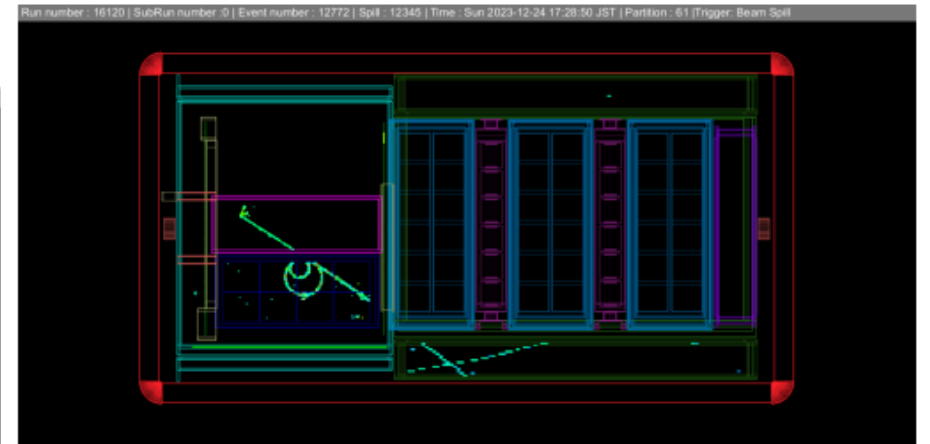 Run number : 16120 | SubRun number :0 | Event number : 12772 | Spill : 12345 | Time : Sun 2023-12-24 17:28:50 JST | Partition : 61 |Trigger: Beam Spill